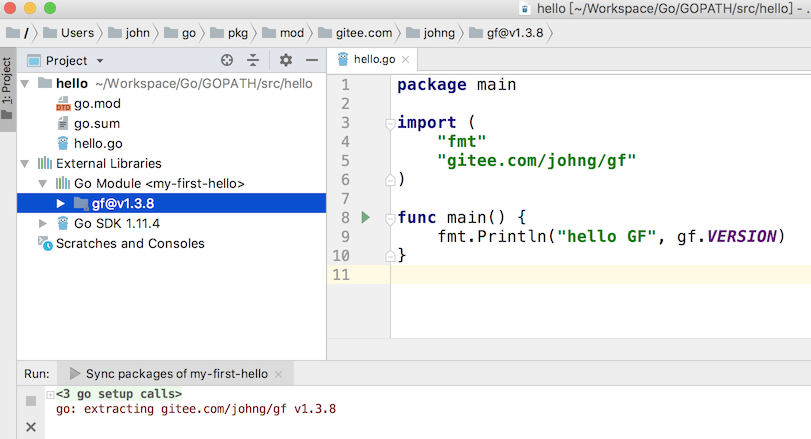 hello [~/Workspace/Go/GOPATH/src/hello] - .
/ Users john go pkg mod gitee.com johng gf@v1.3.8
1: Project
Project
hello ~/Workspace/Go/GOPATH/src/hello
go.mod
go.sum
hello.go
External Libraries
Go Module <my-first-hello>
gf@v1.3.8
Go SDK 1.11.4
Scratches and Consoles
hello.go
1 package main
2
3 import (
4 "fmt"
5 "gitee.com/johng/gf"
6 )
7
8 func main() {
9 fmt.Println("hello GF", gf.VERSION)
10 }
11
Run: Sync packages of my-first-hello
<3 go setup calls>
go: extracting gitee.com/johng/gf v1.3.8